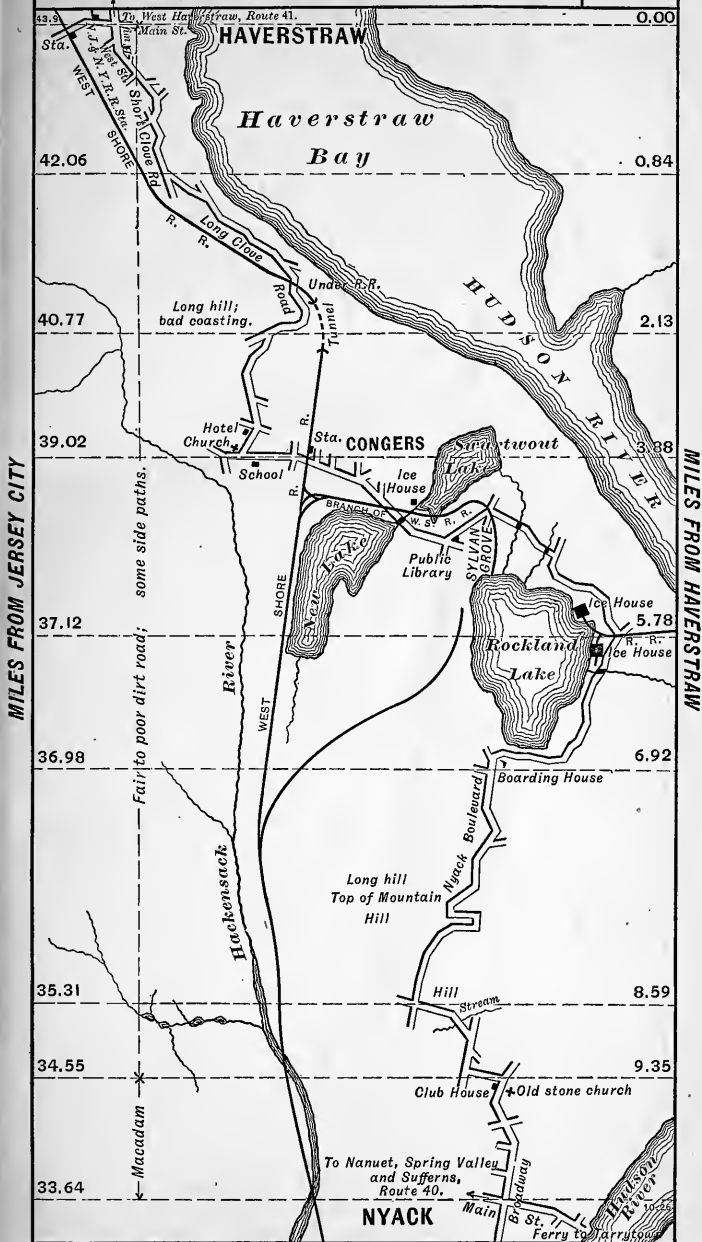 43.9
To West Haverstraw, Route 41.
0.00
Main St.
HAVERSTRAW
Sta.
N.J. & N.Y.R.R. Sta.
West St.
Short Clove Rd
WEST SHORE R. R.
Haverstraw
Bay
42.06
0.84
Long Clove Road
Under R.R.
HUDSON RIVER
Long hill;
bad coasting.
Tunnel
40.77
2.13
Hotel
Church
Sta.
CONGERS
Swartwout
Lake
39.02
3.88
School
Ice
House
BRANCH OF W. S. R. R.
Public
Library
SYLVAN
GROVE
New Lake
Ice House
37.12
5.78
R. R.
Rockland
Lake
Ice House
WEST SHORE R. R.
Hackensack River
36.98
6.92
Boarding House
Nyack Boulevard
Long hill
Top of Mountain
Hill
35.31
Hill
8.59
Stream
34.55
9.35
Club House
Old stone church
To Nanuet, Spring Valley
and Sufferns,
Route 40.
Broadway
33.64
10.26
Main St.
NYACK
Hudson
River
Ferry to Tarrytown
Fair to poor dirt road; some side paths.
Macadam
MILES FROM JERSEY CITY
MILES FROM HAVERSTRAW